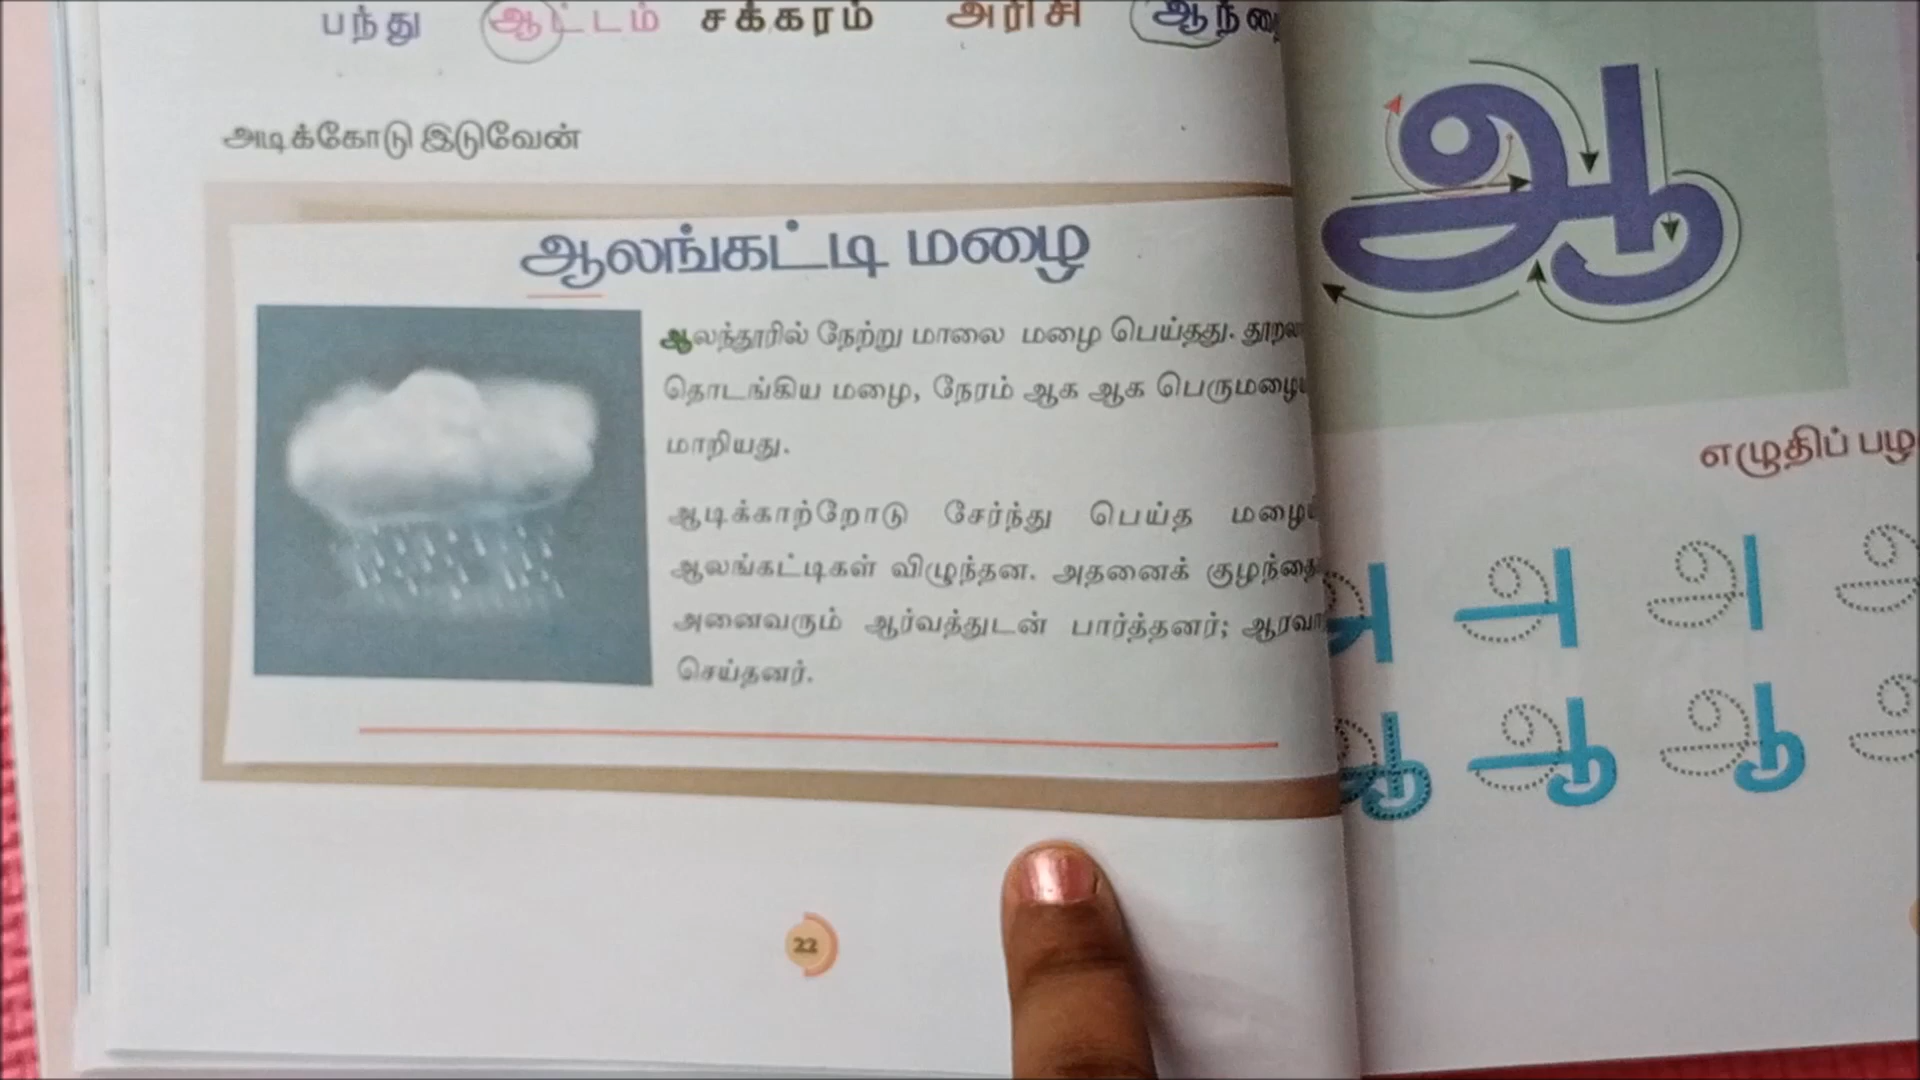 பந்து ஆட்டம் சக்கரம் அரிசி
அடிக்கோடு இடுவேன்
ஆலங்கட்டி மழை
ஆலந்தூரில் நேற்று மாலை மழை பெய்தது.
தொடங்கிய மழை, நேரம் ஆக ஆக
மாறியது.
ஆடிக்காற்றோடு சேர்ந்து பெய்த
ஆலங்கட்டிகள் விழுந்தன. அதனைக்
அனைவரும் ஆர்வத்துடன் பார்த்தனர்;
செய்தனர்.
22
ஆ
எழுதிப்
அ அ அ
ஆ ஆ ஆ